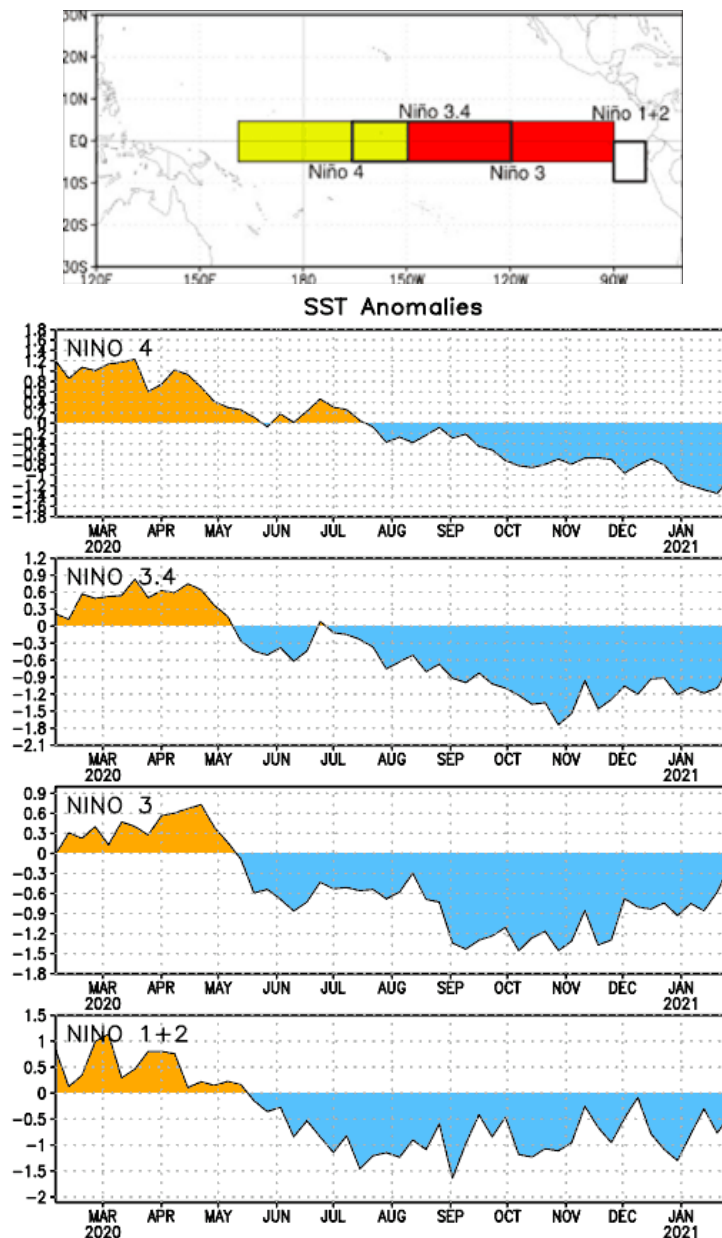 30N
20N
10N
EQ
10S
20S
30S
Niño 3.4
Niño 1+2
Niño 4
Niño 3
120E 150E 180 150W 120W 90W
SST Anomalies
NINO 4
1.8
1.4
1.2
0.8
0.4
0.2
0
-0.2
-0.4
-0.6
-0.8
-1.2
-1.4
-1.8
MAR APR MAY JUN JUL AUG SEP OCT NOV DEC JAN
2020 2021
NINO 3.4
1.2
0.9
0.6
0.3
0
-0.3
-0.6
-0.9
-1.2
-1.5
-1.8
-2.1
MAR APR MAY JUN JUL AUG SEP OCT NOV DEC JAN
2020 2021
NINO 3
0.9
0.6
0.3
0
-0.3
-0.6
-0.9
-1.2
-1.5
-1.8
MAR APR MAY JUN JUL AUG SEP OCT NOV DEC JAN
2020 2021
NINO 1+2
1.5
1
0.5
0
-0.5
-1
-1.5
-2
MAR APR MAY JUN JUL AUG SEP OCT NOV DEC JAN
2020 2021